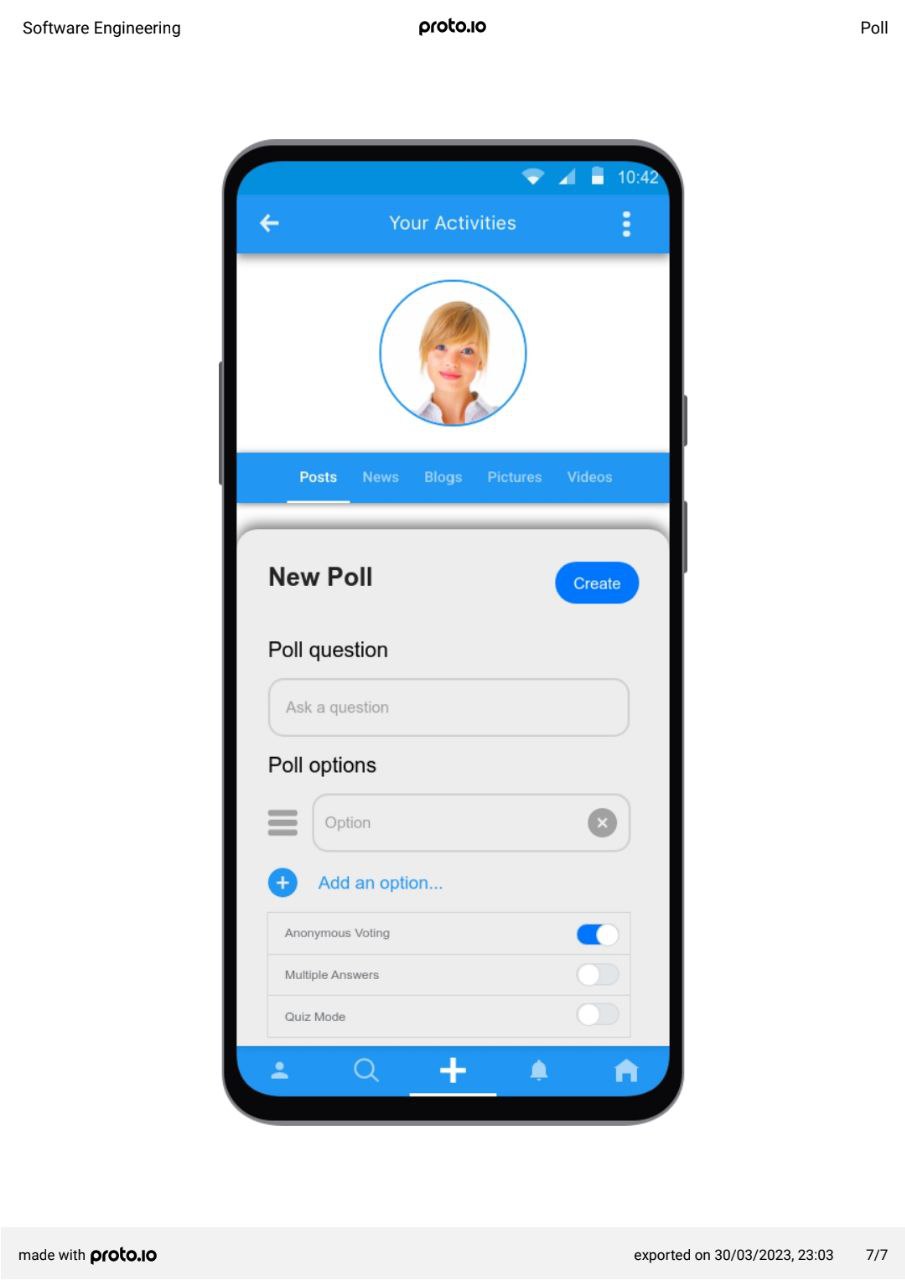 Software Engineering proto.io Poll
10:42
Your Activities
Posts News Blogs Pictures Videos
New Poll Create
Poll question
Ask a question
Poll options
Option
Add an option...
Anonymous Voting
Multiple Answers
Quiz Mode
made with proto.io exported on 30/03/2023, 23:03 7/7